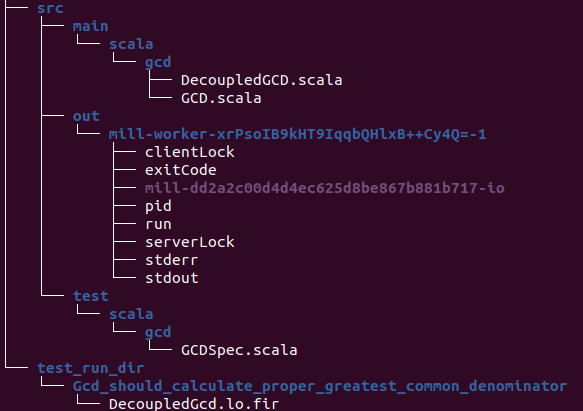 src
main
scala
gcd
DecoupledGCD.scala
GCD.scala
out
mill-worker-xrPsoIB9kHT9IqqbQHlxB++Cy4Q=-1
clientLock
exitCode
mill-dd2a2c00d4d4ec625d8be867b881b717-io
pid
run
serverLock
stderr
stdout
test
scala
gcd
GCDSpec.scala
test_run_dir
Gcd_should_calculate_proper_greatest_common_denominator
DecoupledGcd.lo.fir